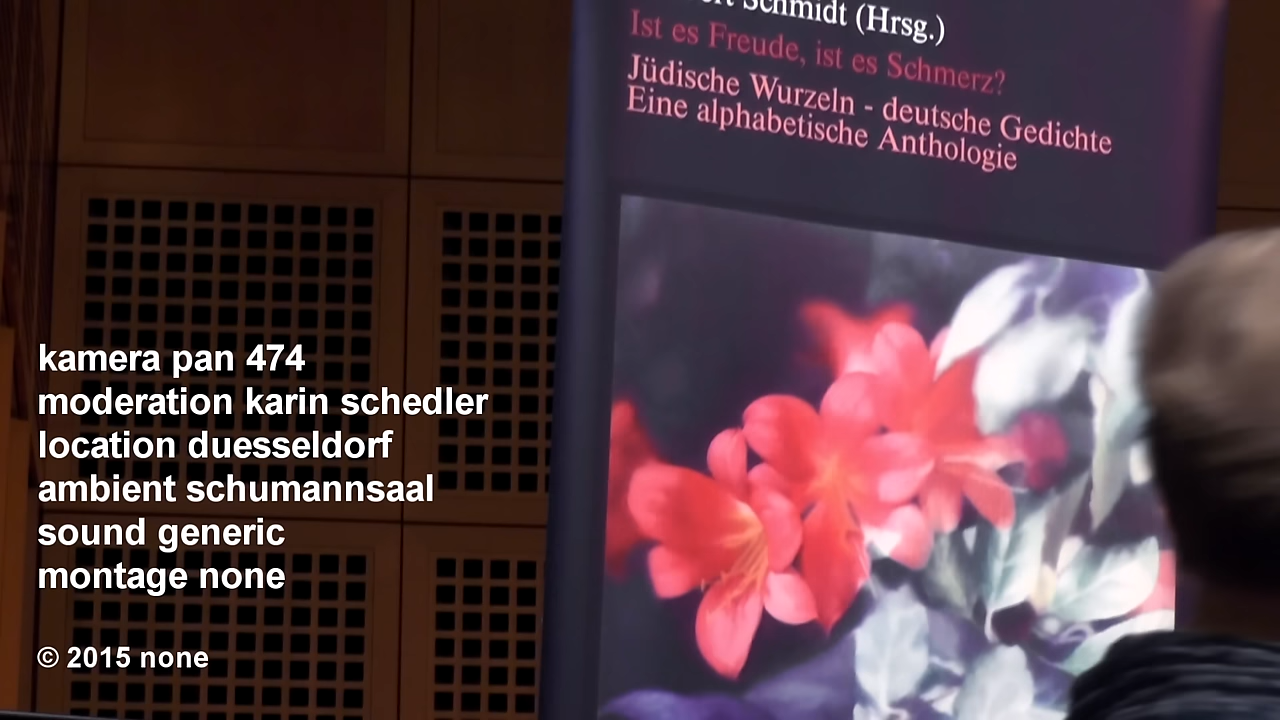 Schmidt (Hrsg.)
Ist es Freude, ist es Schmerz?
Jüdische Wurzeln - deutsche Gedichte
Eine alphabetische Anthologie
kamera pan 474
moderation karin schedler
location duesseldorf
ambient schumannsaal
sound generic
montage none
© 2015 none